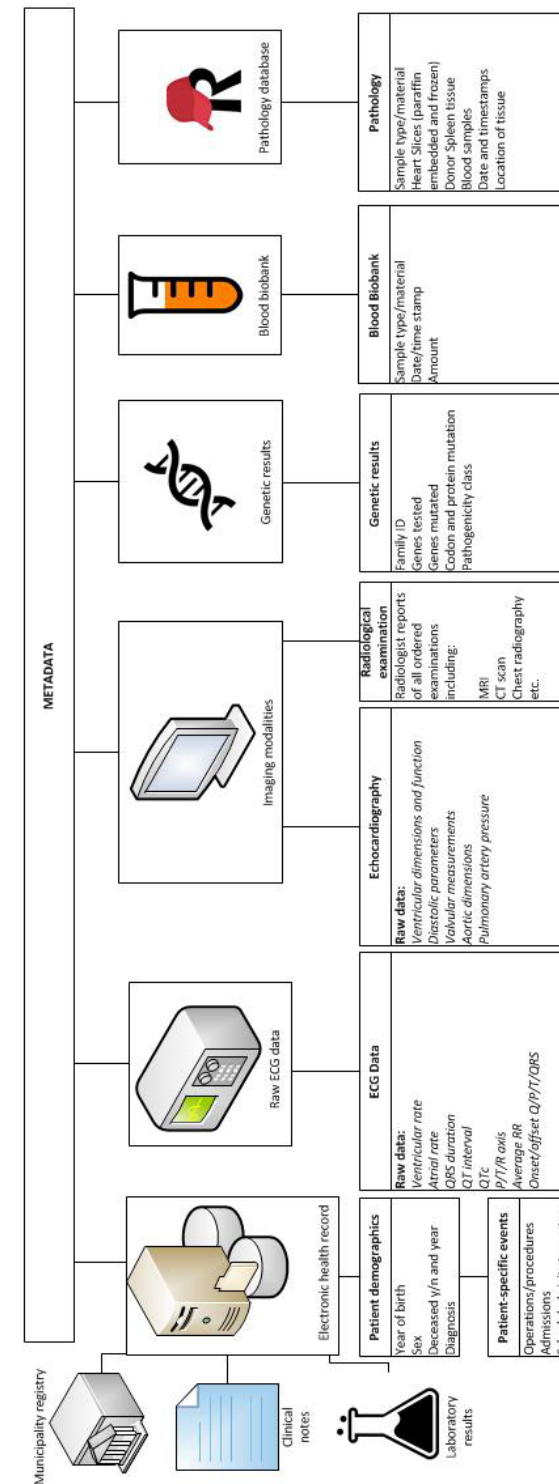 METADATA
Municipality registry
Clinical
notes
Laboratory
results
Electronic health record
Raw ECG data
Imaging modalities
Genetic results
Blood biobank
R
Pathology database
Patient demographics
Year of birth
Sex
Deceased y/n and year
Diagnosis
Patient-specific events
Operations/procedures
Admissions
ECG Data
Raw data:
Ventricular rate
Atrial rate
QRS duration
QT interval
QTc
P/T/R axis
Average RR
Onset/offset Q/P/T/QRS
Echocardiography
Raw data:
Ventricular dimensions and function
Diastolic parameters
Valvular measurements
Aortic dimensions
Pulmonary artery pressure
Radiological
examination
Radiologist reports
of all ordered
examinations
including:
MRI
CT scan
Chest radiography
etc.
Genetic results
Family ID
Genes tested
Genes mutated
Codon and protein mutation
Pathogenicity class
Blood Biobank
Sample type/material
Date/time stamp
Amount
Pathology
Sample type/material
Heart Slices (paraffin
embedded and frozen)
Donor Spleen tissue
Blood samples
Date and timestamps
Location of tissue